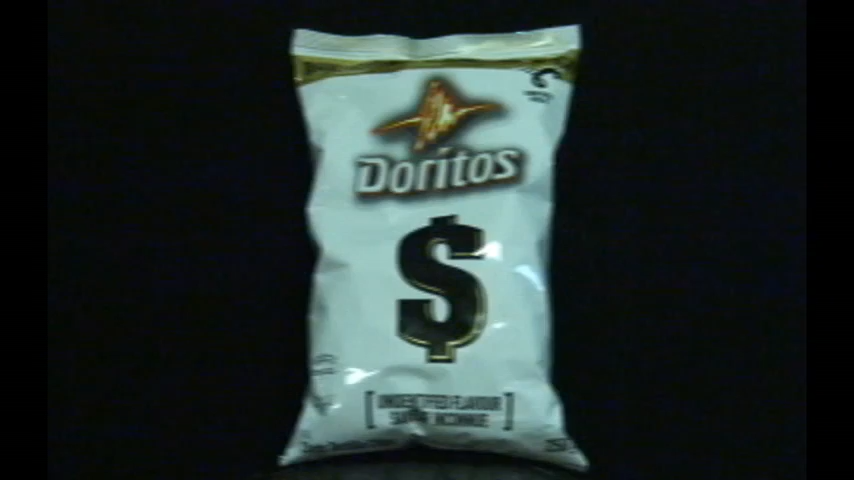 Doritos
$
UNIDENTIFIED FLAVOUR
SAVEUR INCONNUE